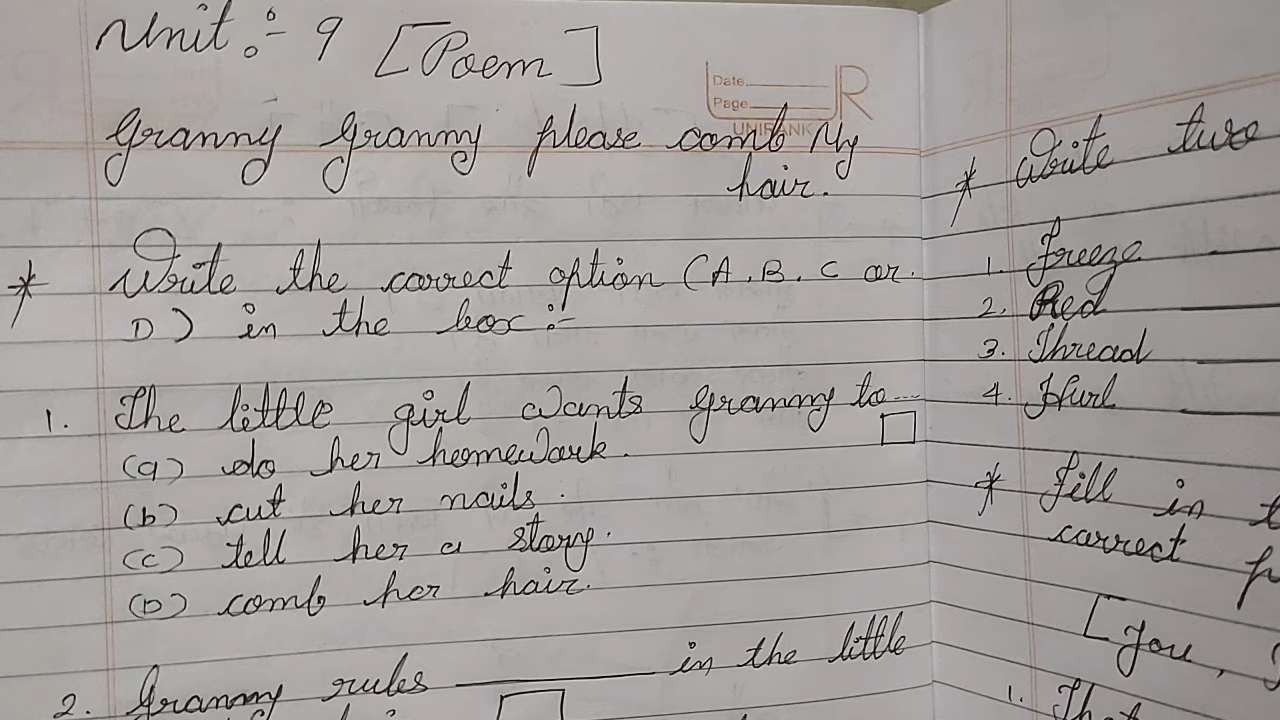 Unit :- 9 [Poem]
Date
Page
R
UNIRANK
Granny Granny please comb My
hair.
* Write the correct option (A. B. C or
D) in the box :-
1. The little girl wants granny to...
(a) do her homework.
(b) cut her nails.
(c) tell her a story.
(D) comb her hair.
2. Granny rules ________ in the little
* Write two
1. Freeze
2. Red
3. Thread
4. Hurl
* Fill in
correct
[You,
1. That